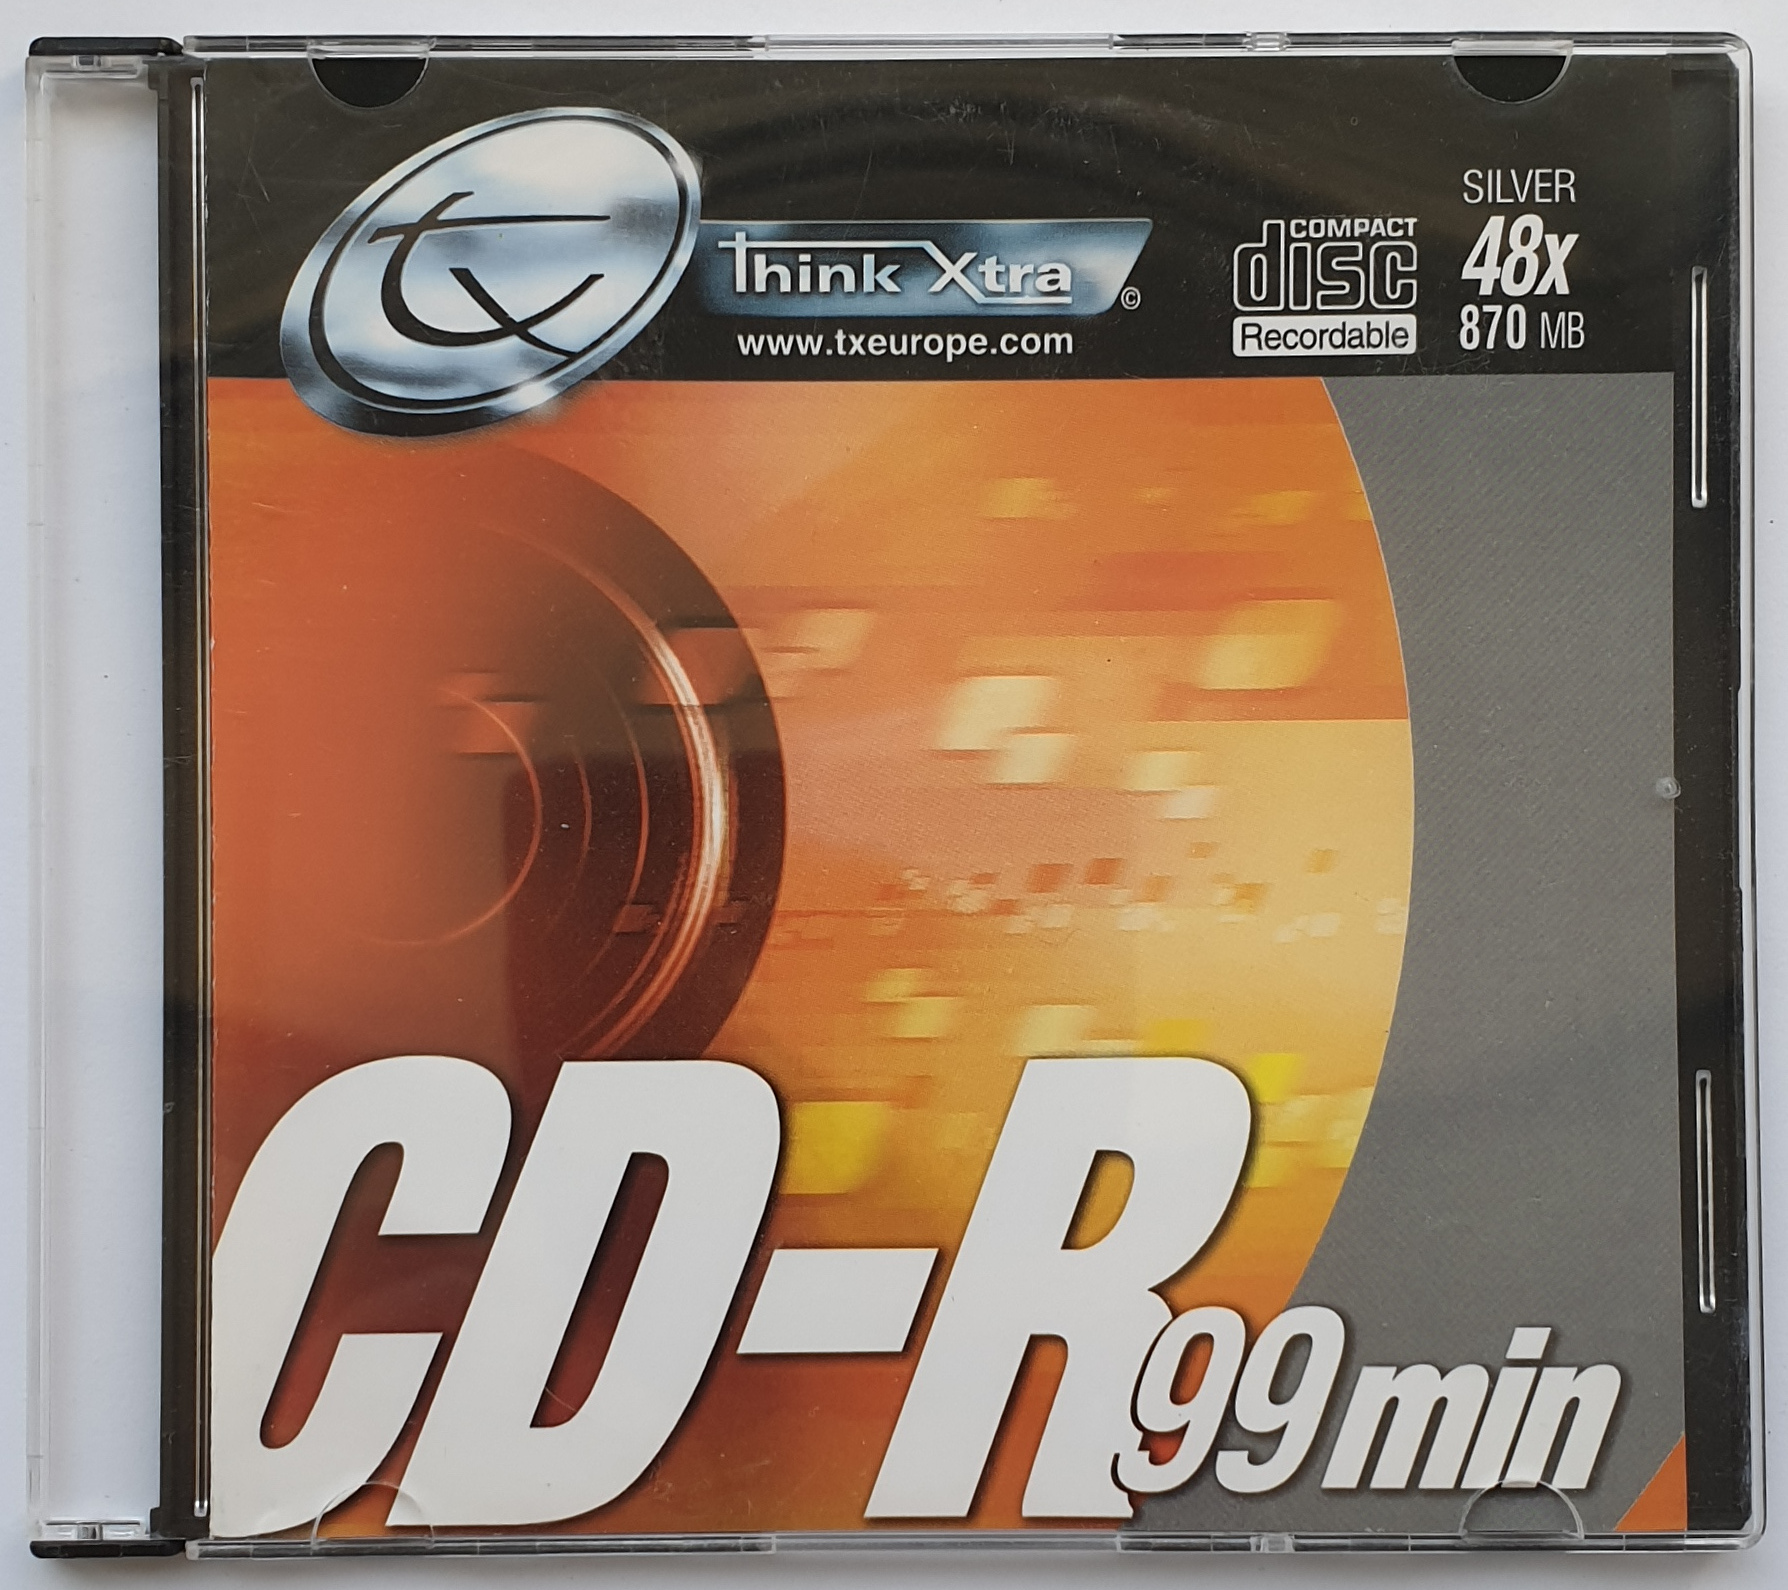 tx
Think Xtra
©
www.txeurope.com
COMPACT
disc
Recordable
SILVER
48x
870 MB
CD-R
99min